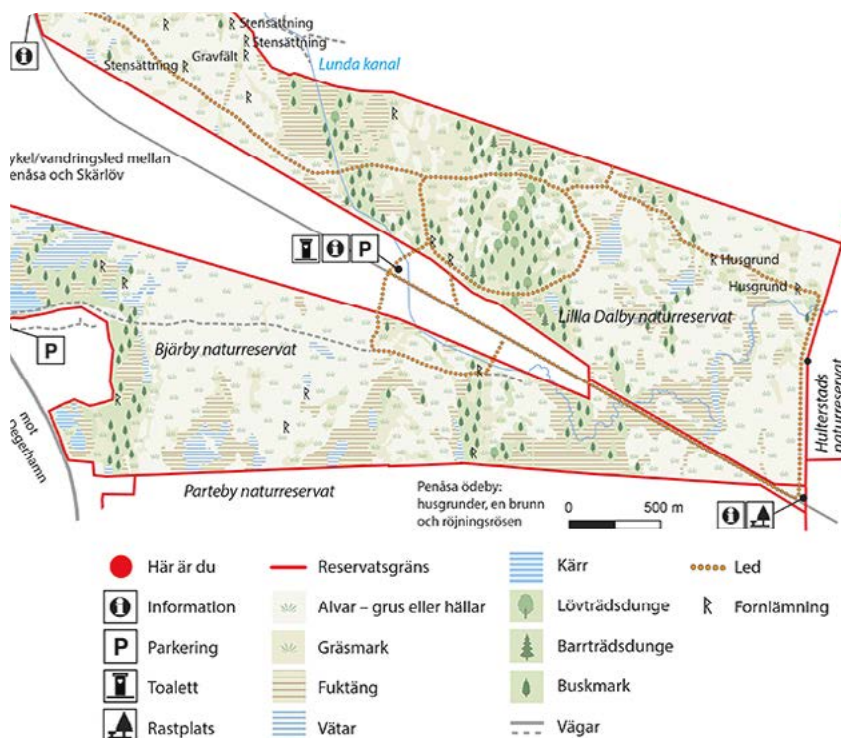 Stensättning
Stensättning
Gravfält
Stensättning
Lunda kanal
ykel/vandringsled mellan
enåsa och Skärlöv
P
Husgrund
Husgrund
Lillla Dalby naturreservat
Bjärby naturreservat
P
mot
Degerhamn
Hulterstads
naturreservat
Parteby naturreservat
Penåsa ödeby:
husgrunder, en brunn
och röjningsrösen
0 500 m
Här är du
Reservatsgräns
Kärr
Led
Information
Alvar – grus eller hällar
Lövträdsdunge
Fornlämning
P
Parkering
Gräsmark
Barrträdsdunge
Toalett
Fuktäng
Buskmark
Rastplats
Vätar
Vägar